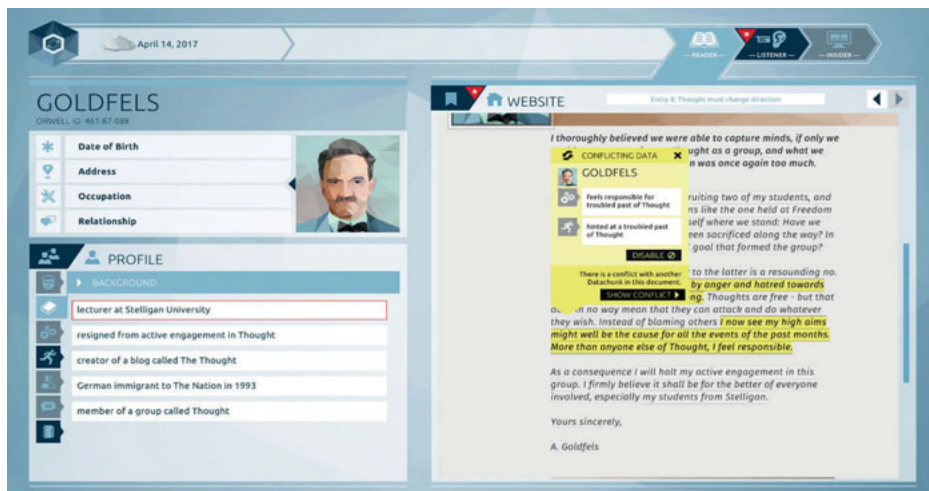 April 14, 2017
READER
LISTENER
INSIDER
GOLDFELS
ORWELL ID 461-87-088
Date of Birth
Address
Occupation
Relationship
PROFILE
BACKGROUND
lecturer at Stelligan University
resigned from active engagement in Thought
creator of a blog called The Thought
German immigrant to The Nation in 1993
member of a group called Thought
WEBSITE
Entry 8: Thought must change direction
I thoroughly believed we were able to capture minds, if only we
ught as a group, and what we
n was once again too much.
CONFLICTING DATA
GOLDFELS
feels responsible for
troubled past of Thought
hinted at a troubled past
of Thought
DISABLE
There is a conflict with another
Datachunk in this document.
SHOW CONFLICT
ruiting two of my students, and
ns like the one held at Freedom
self where we stand: Have we
een sacrificed along the way? In
goal that formed the group?
to the latter is a resounding no.
by anger and hatred towards
ng. Thoughts are free - but that
in no way mean that they can attack and do whatever
they wish. Instead of blaming others I now see my high aims
might well be the cause for all the events of the past months.
More than anyone else of Thought, I feel responsible.
As a consequence I will halt my active engagement in this
group. I firmly believe it shall be for the better of everyone
involved, especially my students from Stelligan.
Yours sincerely,
A. Goldfels